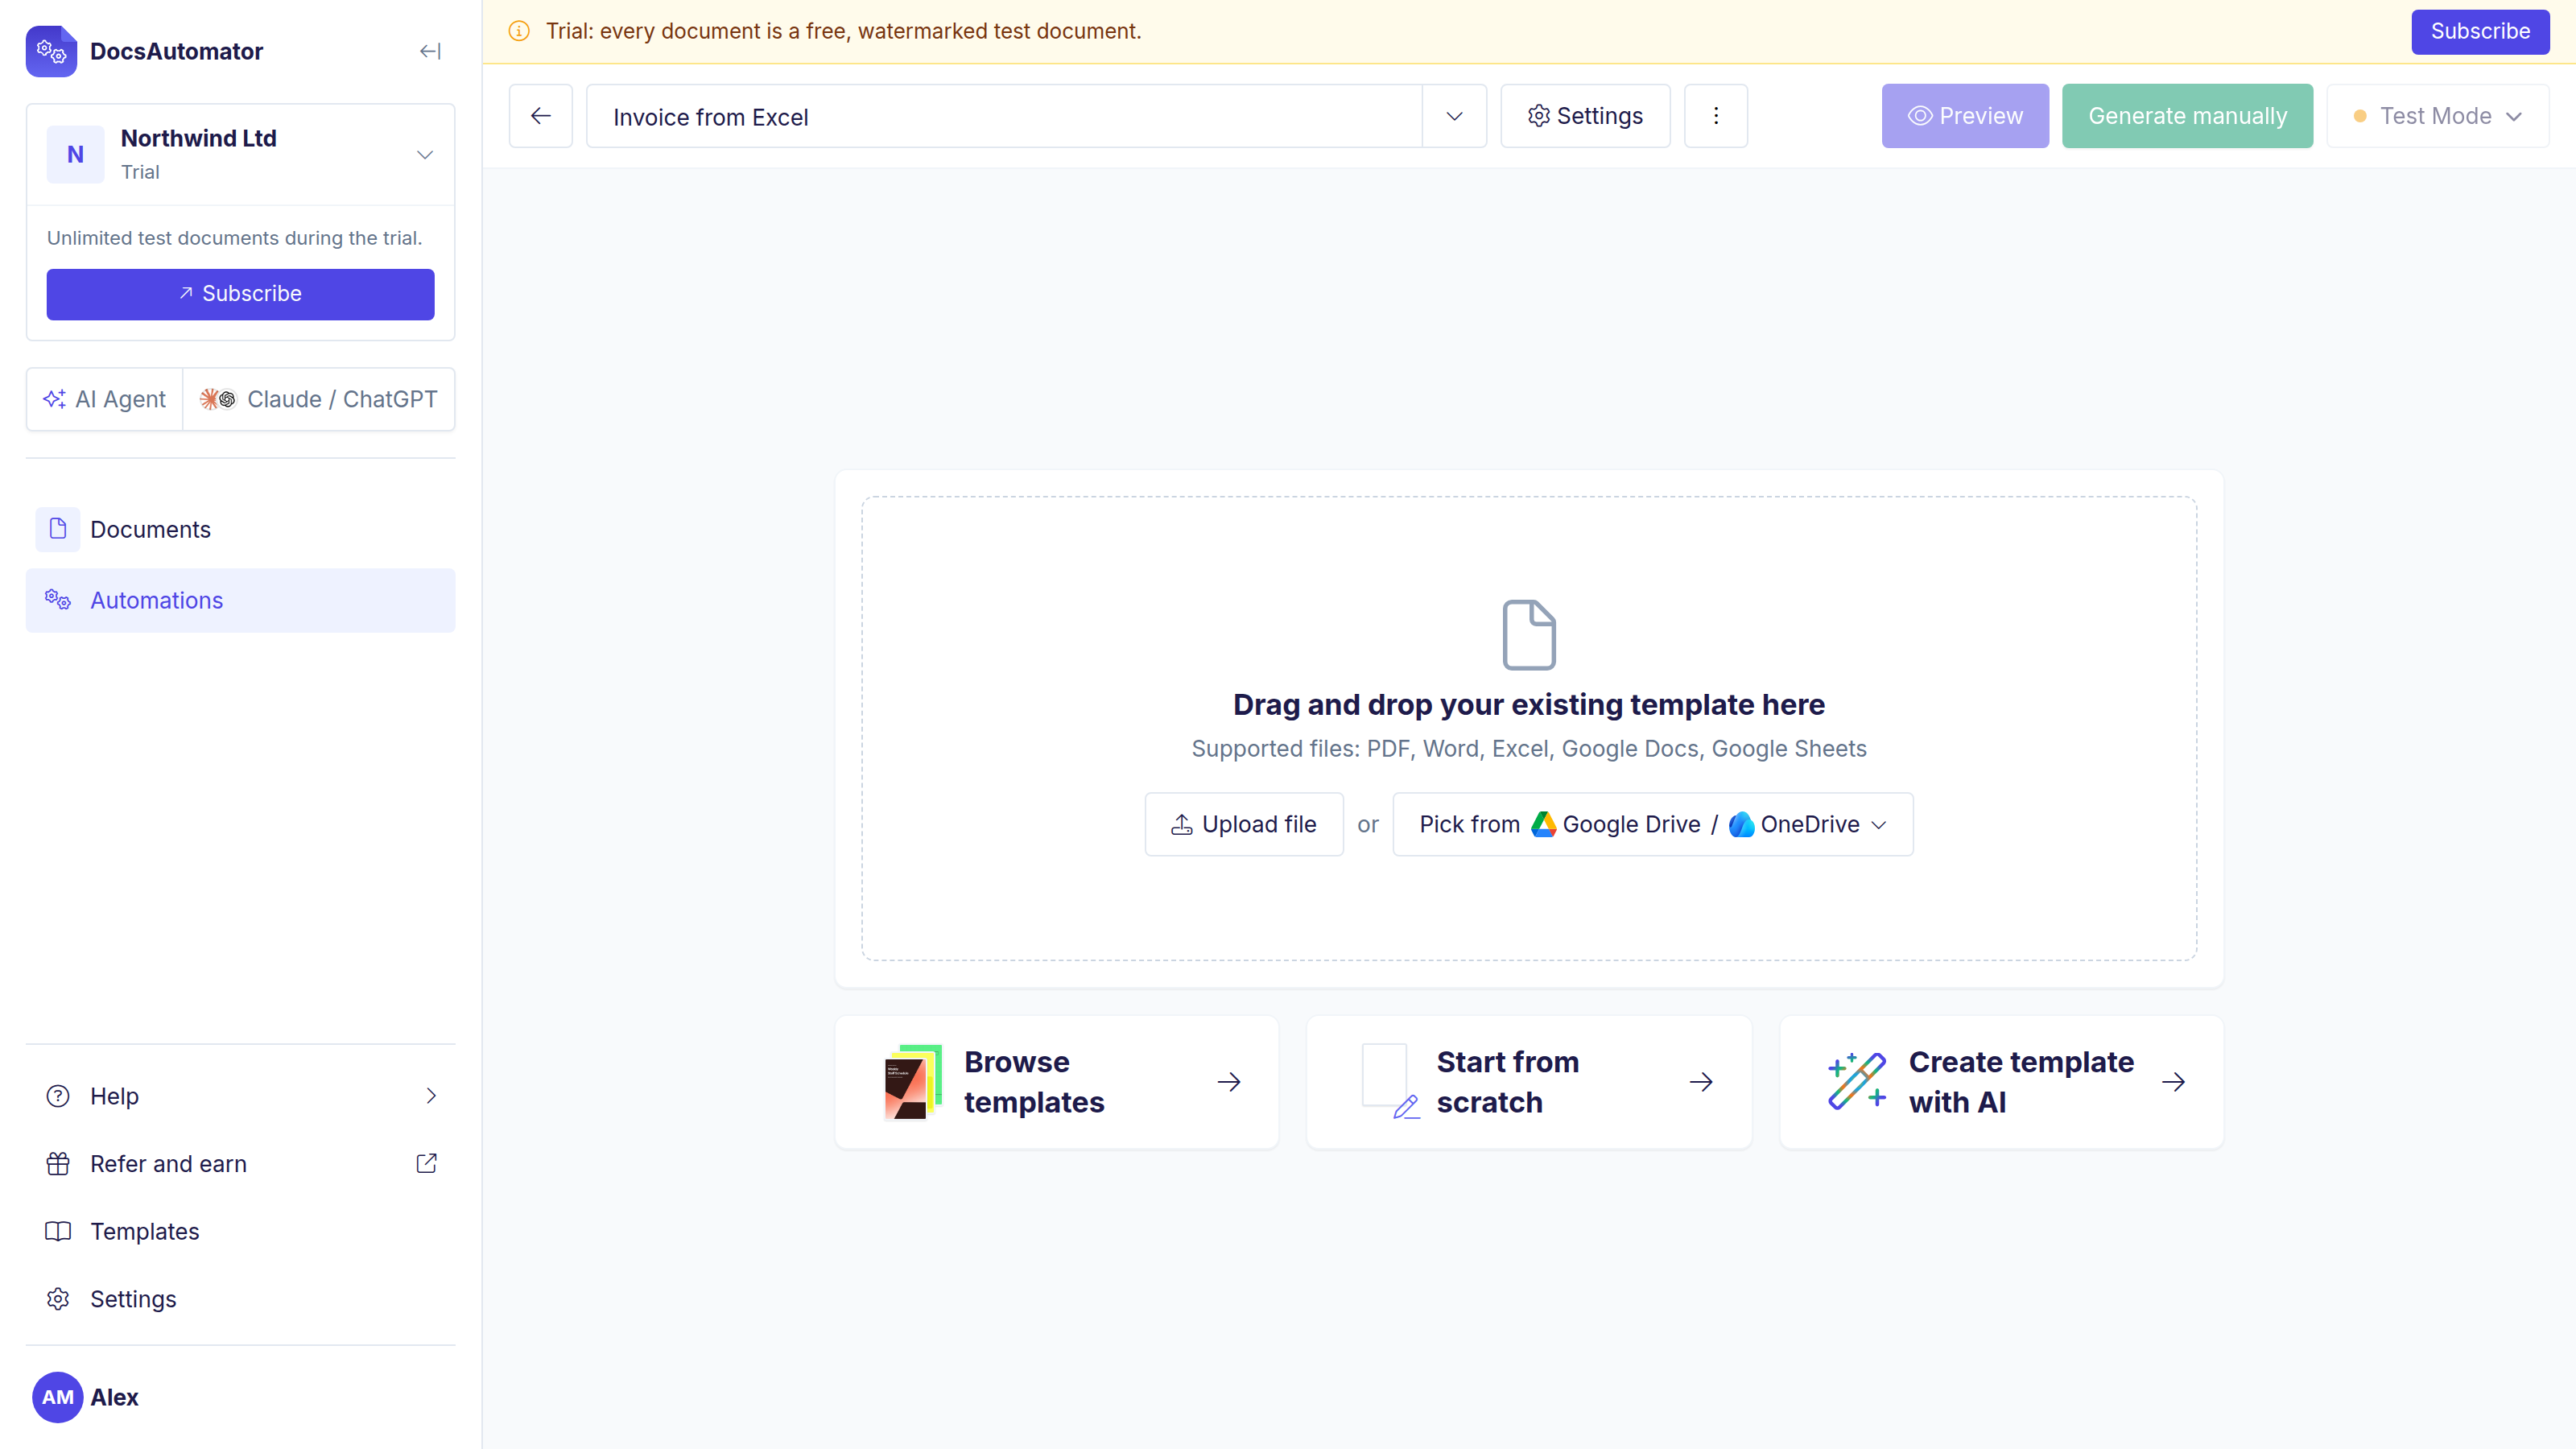 DocsAutomator
N
Northwind Ltd
Trial
Unlimited test documents during the trial.
Subscribe
AI Agent
Claude / ChatGPT
Documents
Automations
Help
Refer and earn
Templates
Settings
AM
Alex
Trial: every document is a free, watermarked test document.
Subscribe
Invoice from Excel
Settings
Preview
Generate manually
Test Mode
Drag and drop your existing template here
Supported files: PDF, Word, Excel, Google Docs, Google Sheets
Upload file
or
Pick from Google Drive / OneDrive
Browse
templates
Start from
scratch
Create template
with AI